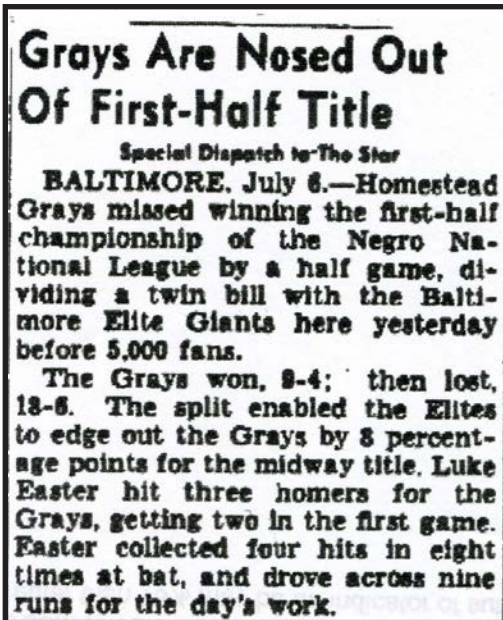 Grays Are Nosed Out
Of First-Half Title
Special Dispatch to The Star
BALTIMORE, July 6.—Homestead
Grays missed winning the first-half
championship of the Negro Na-
tional League by a half game, di-
viding a twin bill with the Balti-
more Elite Giants here yesterday
before 5,000 fans.
The Grays won, 9-4; then lost,
18-6. The split enabled the Elites
to edge out the Grays by 8 percent-
age points for the midway title. Luke
Easter hit three homers for the
Grays, getting two in the first game.
Easter collected four hits in eight
times at bat, and drove across nine
runs for the day's work.